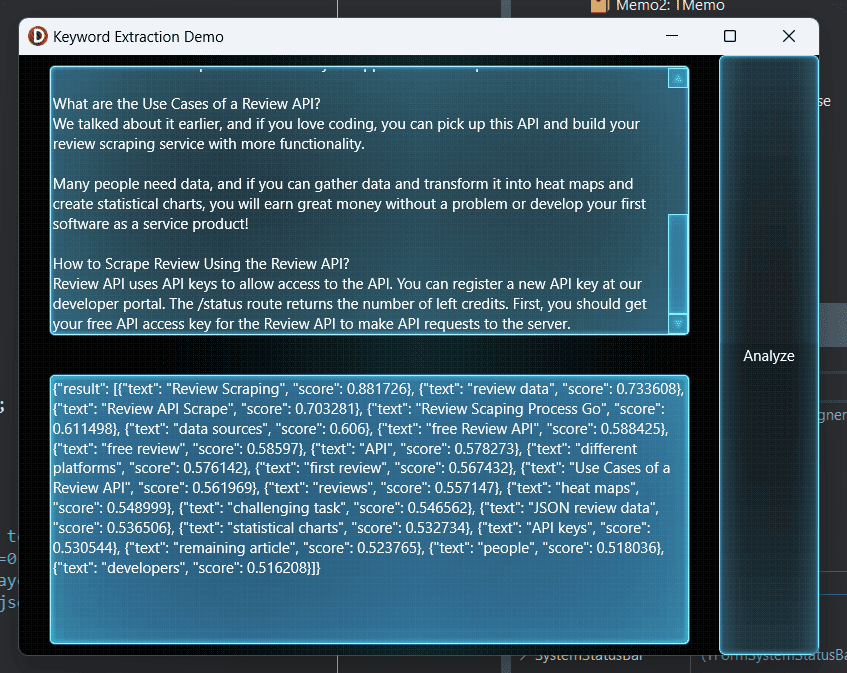 Memo2: TMemo
Keyword Extraction Demo
What are the Use Cases of a Review API?
We talked about it earlier, and if you love coding, you can pick up this API and build your
review scraping service with more functionality.
Many people need data, and if you can gather data and transform it into heat maps and
create statistical charts, you will earn great money without a problem or develop your first
software as a service product!
How to Scrape Review Using the Review API?
Review API uses API keys to allow access to the API. You can register a new API key at our
developer portal. The /status route returns the number of left credits. First, you should get
your free API access key for the Review API to make API requests to the server.
Analyze
{"result": [{"text": "Review Scraping", "score": 0.881726}, {"text": "review data", "score": 0.733608},
{"text": "Review API Scrape", "score": 0.703281}, {"text": "Review Scaping Process Go", "score":
0.611498}, {"text": "data sources", "score": 0.606}, {"text": "free Review API", "score": 0.588425},
{"text": "free review", "score": 0.58597}, {"text": "API", "score": 0.578273}, {"text": "different
platforms", "score": 0.576142}, {"text": "first review", "score": 0.567432}, {"text": "Use Cases of a
Review API", "score": 0.561969}, {"text": "reviews", "score": 0.557147}, {"text": "heat maps",
"score": 0.548999}, {"text": "challenging task", "score": 0.546562}, {"text": "JSON review data",
"score": 0.536506}, {"text": "statistical charts", "score": 0.532734}, {"text": "API keys", "score":
0.530544}, {"text": "remaining article", "score": 0.523765}, {"text": "people", "score": 0.518036},
{"text": "developers", "score": 0.516208}]}
SystemStatusBar